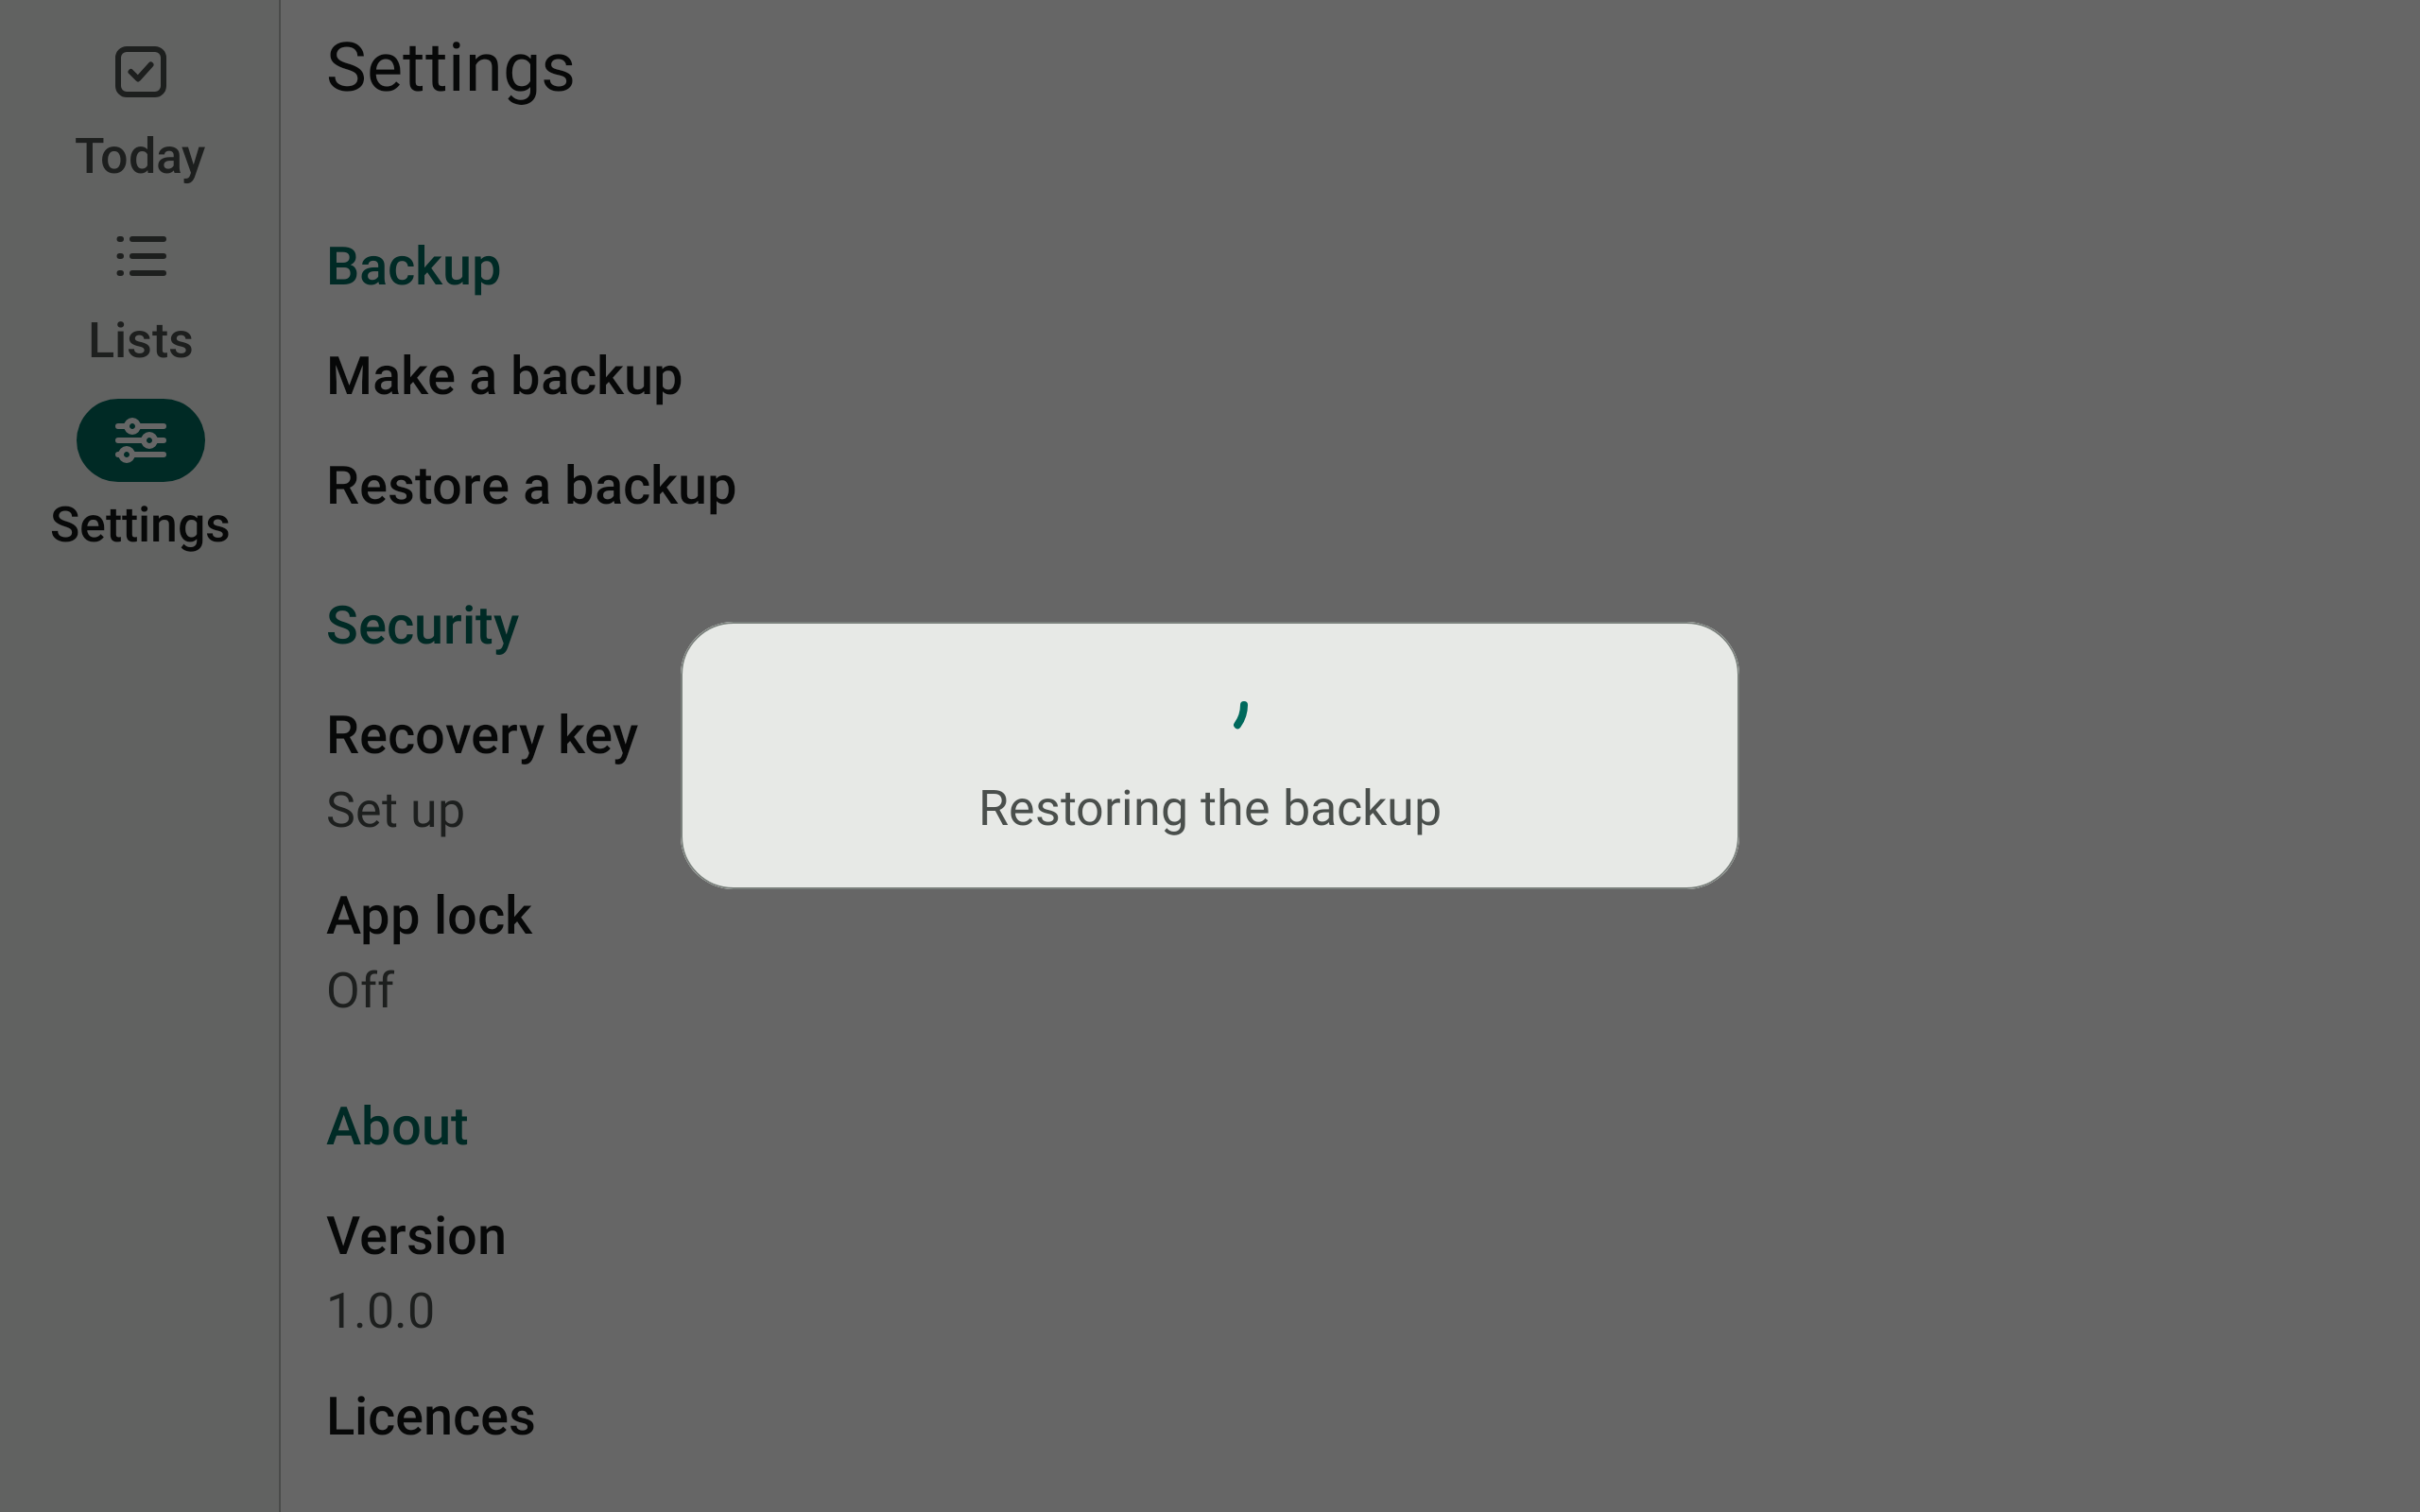 Today
Lists
Settings
Settings
Backup
Make a backup
Restore a backup
Security
Recovery key
Set up
App lock
Off
About
Version
1.0.0
Licences
Restoring the backup